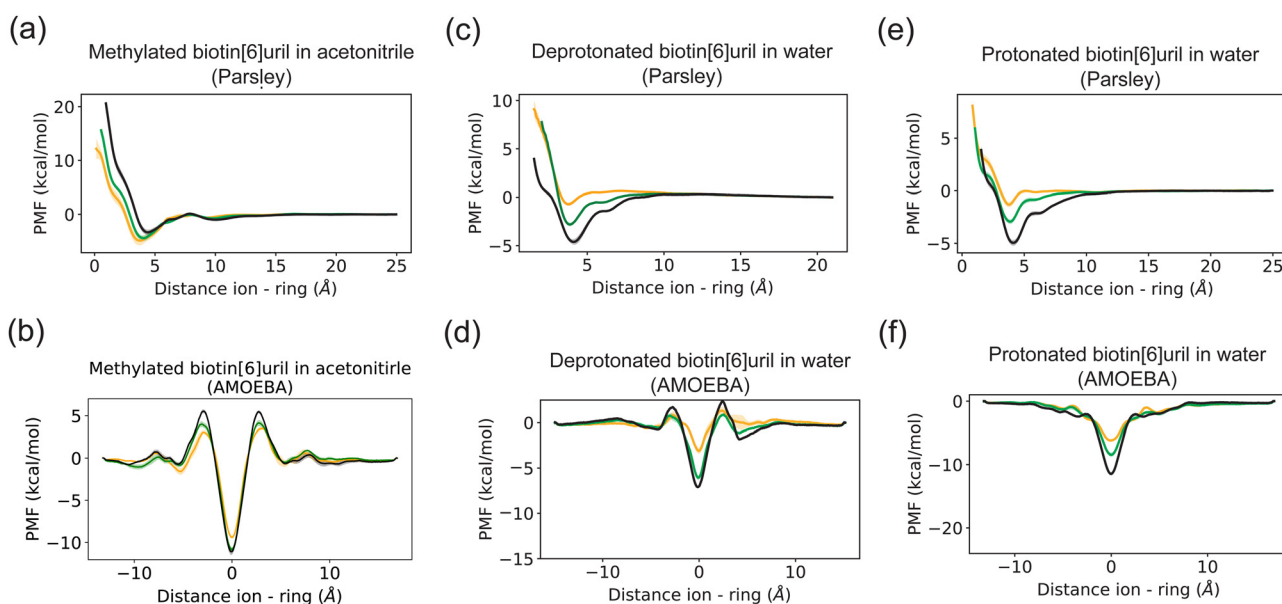 (a)
Methylated biotin[6]uril in acetonitrile
(Parsley)
20
10
0
PMF (kcal/mol)
0
5
10
15
20
25
Distance ion - ring (Å)
(c)
Deprotonated biotin[6]uril in water
(Parsley)
10
5
0
−5
PMF (kcal/mol)
5
10
15
20
Distance ion - ring (Å)
(e)
Protonated biotin[6]uril in water
(Parsley)
5
0
−5
PMF (kcal/mol)
0
5
10
15
20
25
Distance ion - ring (Å)
(b)
Methylated biotin[6]uril in acetonitirle
(AMOEBA)
5
0
−5
−10
PMF (kcal/mol)
−10
0
10
Distance ion - ring (Å)
(d)
Deprotonated biotin[6]uril in water
(AMOEBA)
0
−5
−10
−15
PMF (kcal/mol)
−10
0
10
Distance ion - ring (Å)
(f)
Protonated biotin[6]uril in water
(AMOEBA)
0
−10
−20
PMF (kcal/mol)
−10
0
10
Distance ion - ring (Å)